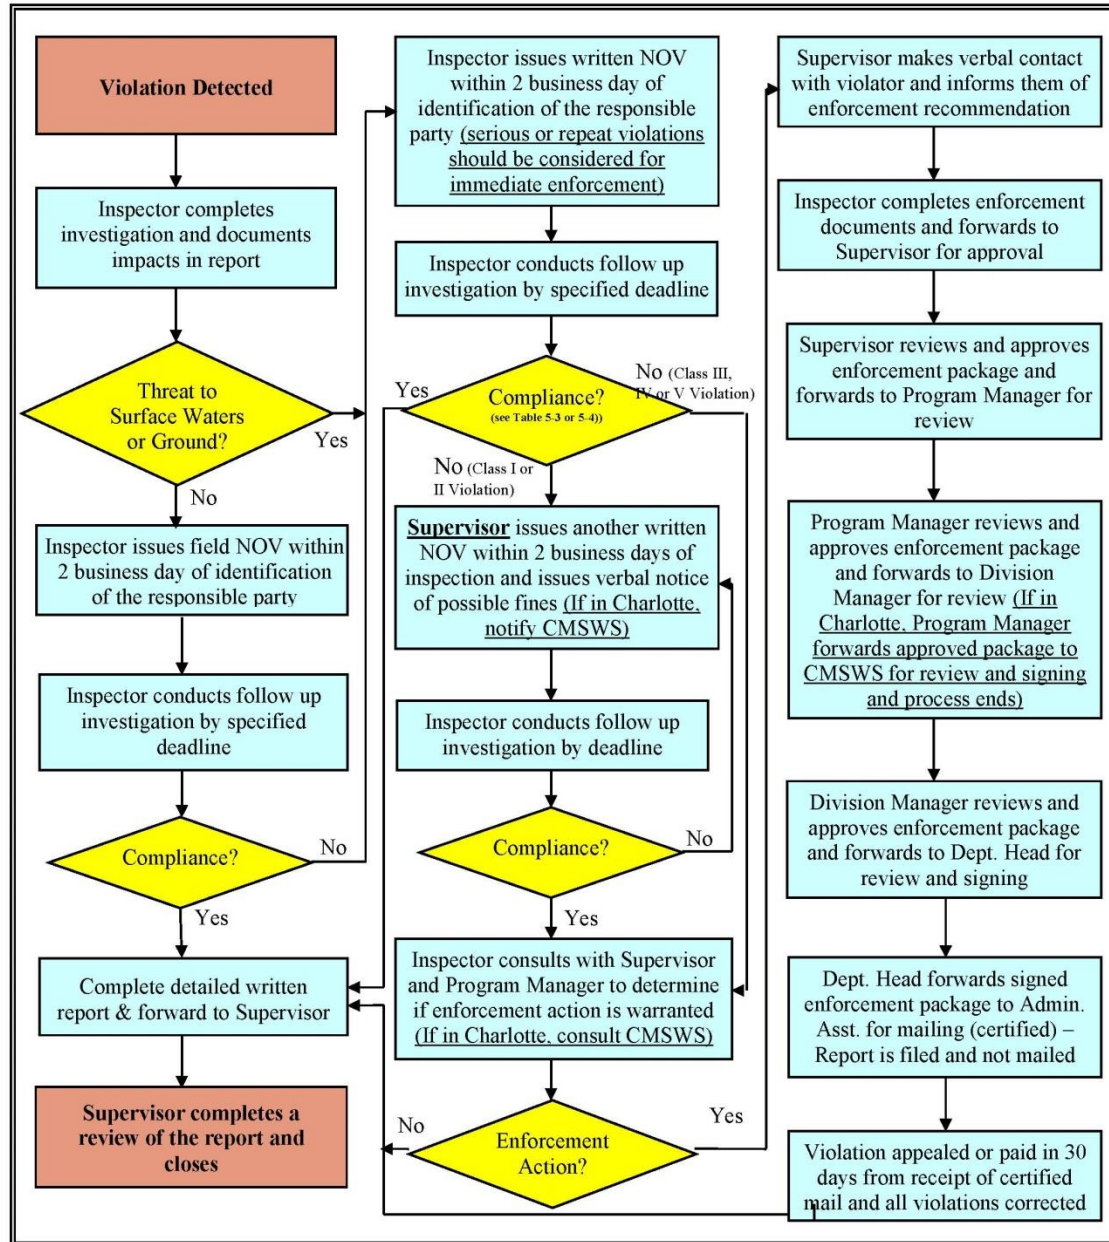 Violation Detected
Inspector completes
investigation and documents
impacts in report
Threat to
Surface Waters
or Ground?
Yes
No
Inspector issues field NOV within
2 business day of identification
of the responsible
party
Inspector conducts follow up
investigation by specified
deadline
Compliance?
No
Yes
Complete detailed written
report & forward to Supervisor
Supervisor completes a
review of the report and
closes
Inspector issues written NOV
within 2 business day of
identification of the responsible
party (serious or repeat violations
should be considered for
immediate enforcement)
Inspector conducts follow up
investigation by specified deadline
Yes
Compliance?
(see Table 5-3 or 5-4))
No (Class III,
IV or V Violation)
No (Class I or
II Violation)
Supervisor issues another written
NOV within 2 business days of
inspection and issues verbal notice
of possible fines (If in Charlotte,
notify CMSWS)
Inspector conducts follow up
investigation by deadline
Compliance?
No
Yes
Inspector consults with Supervisor
and Program Manager to determine
if enforcement action is warranted
(If in Charlotte, consult CMSWS)
No
Enforcement
Action?
Yes
Supervisor makes verbal contact
with violator and informs them of
enforcement recommendation
Inspector completes enforcement
documents and forwards to
Supervisor for approval
Supervisor reviews and approves
enforcement package and
forwards to Program Manager for
review
Program Manager reviews and
approves enforcement package
and forwards to Division
Manager for review (If in
Charlotte, Program Manager
forwards approved package to
CMSWS for review and signing
and process ends)
Division Manager reviews and
approves enforcement package
and forwards to Dept. Head for
review and signing
Dept. Head forwards signed
enforcement package to Admin.
Asst. for mailing (certified) –
Report is filed and not mailed
Violation appealed or paid in 30
days from receipt of certified
mail and all violations corrected